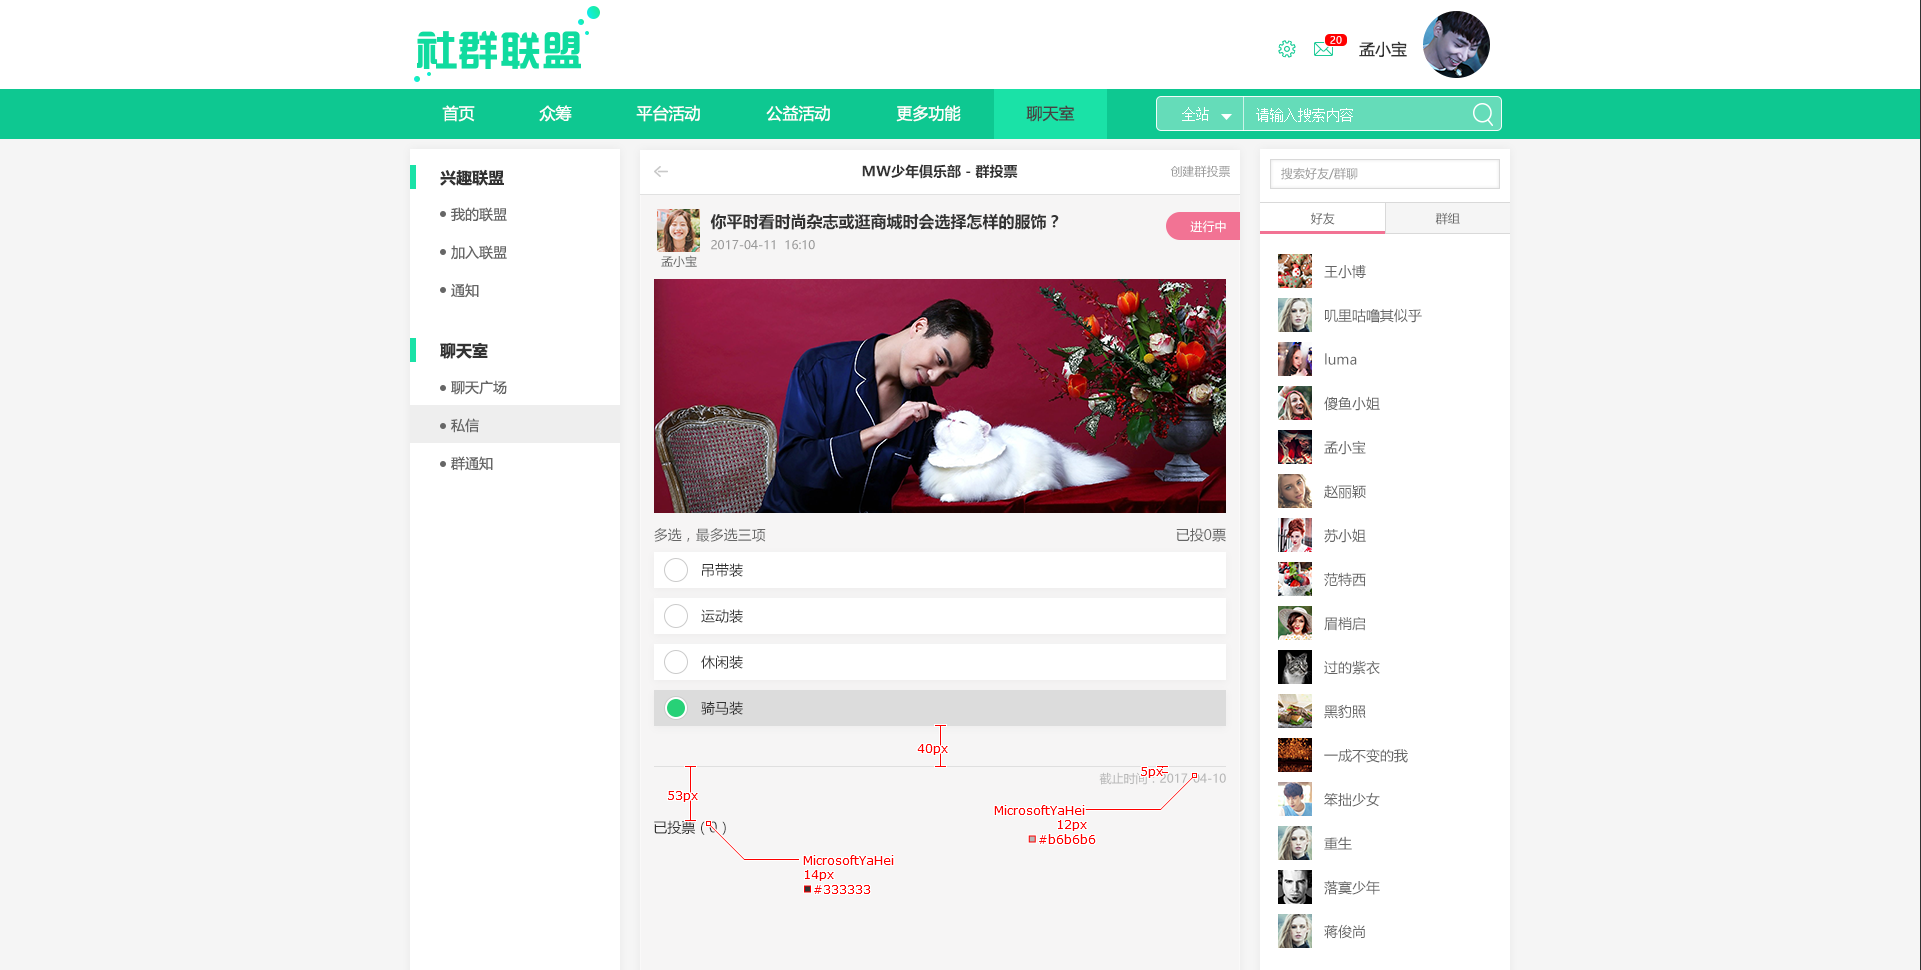 社群联盟
20
孟小宝
首页 众筹 平台活动 公益活动 更多功能 聊天室
全站 请输入搜索内容
兴趣联盟
我的联盟
加入联盟
通知
聊天室
聊天广场
私信
群通知
MW少年俱乐部 - 群投票
创建群投票
你平时看时尚杂志或逛商城时会选择怎样的服饰？
2017-04-11 16:10
孟小宝
进行中
多选，最多选三项
已投0票
吊带装
运动装
休闲装
骑马装
40px
5px
截止时间：2017-04-10
53px
MicrosoftYaHei
12px
#b6b6b6
已投票 ( 0 )
MicrosoftYaHei
14px
#333333
搜索好友/群聊
好友 群组
王小博
叽里咕噜其似乎
luma
傻鱼小姐
孟小宝
赵丽颖
苏小姐
范特西
眉梢启
过的紫衣
黑豹照
一成不变的我
笨拙少女
重生
落寞少年
蒋俊尚